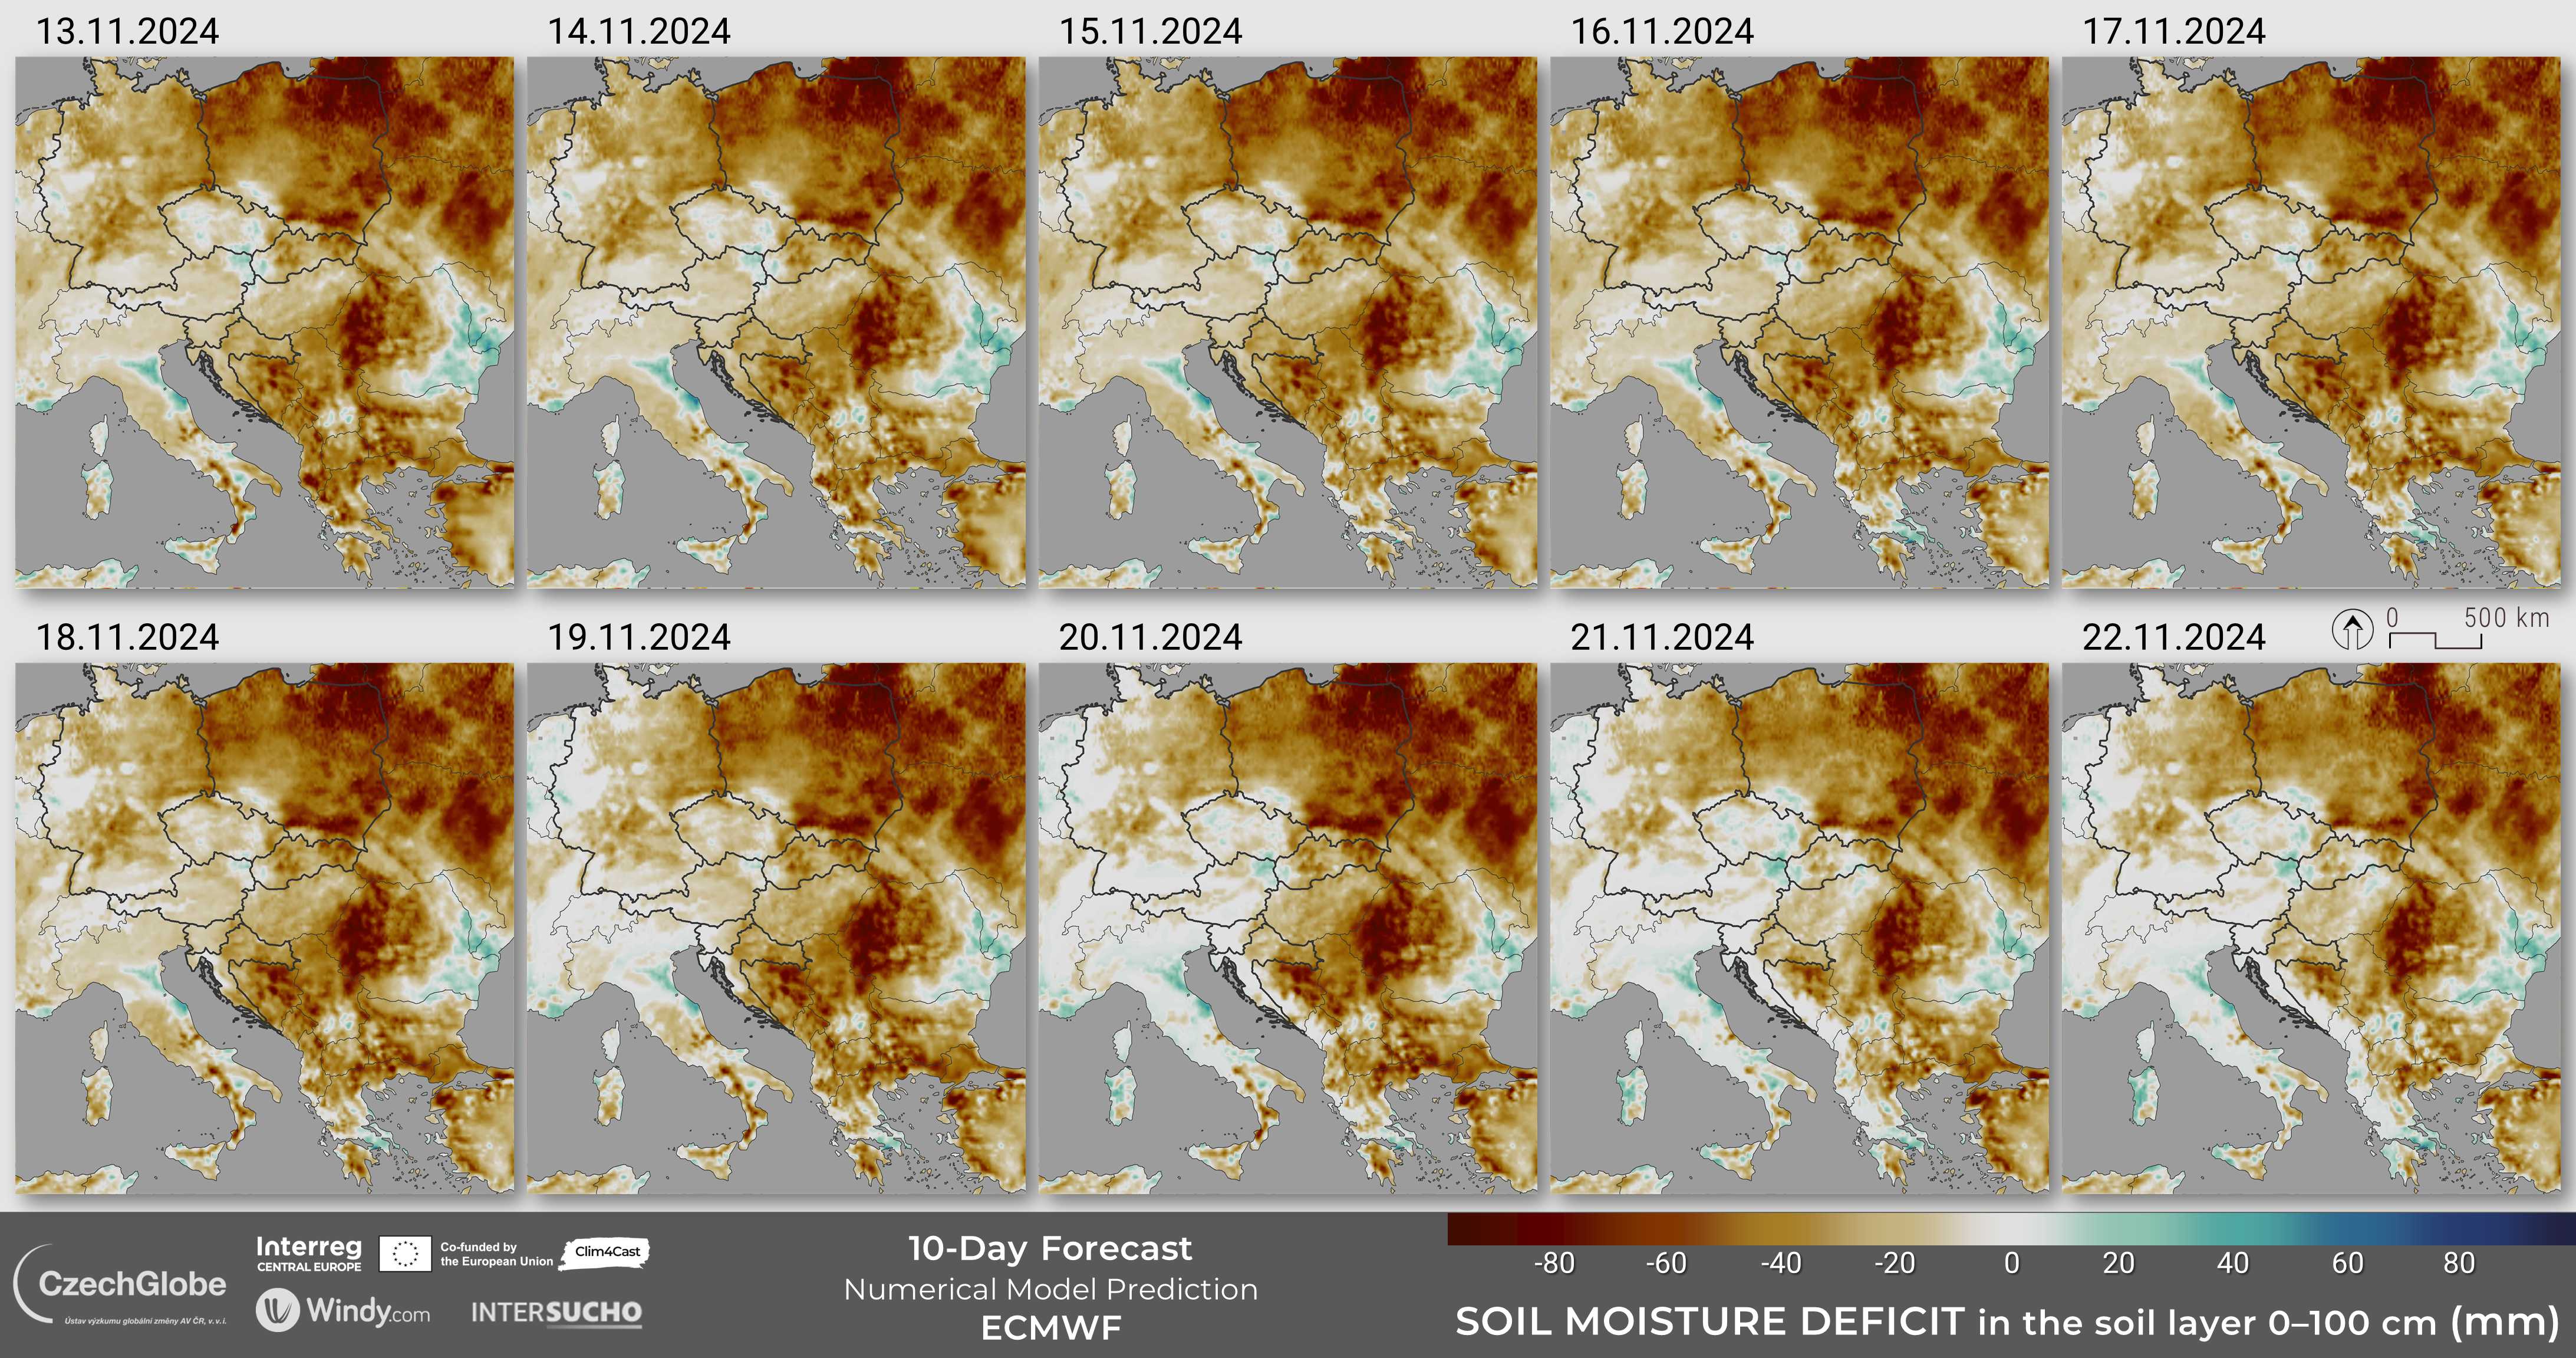 13.11.2024
14.11.2024
15.11.2024
16.11.2024
17.11.2024
0 500 km
18.11.2024
19.11.2024
20.11.2024
21.11.2024
22.11.2024
CzechGlobe
Ústav výzkumu globální změny AV ČR, v. v. i.
Interreg
CENTRAL EUROPE
Co-funded by
the European Union
Clim4Cast
Windy.com
INTERSUCHO
10-Day Forecast
Numerical Model Prediction
ECMWF
-80 -60 -40 -20 0 20 40 60 80
SOIL MOISTURE DEFICIT in the soil layer 0–100 cm (mm)